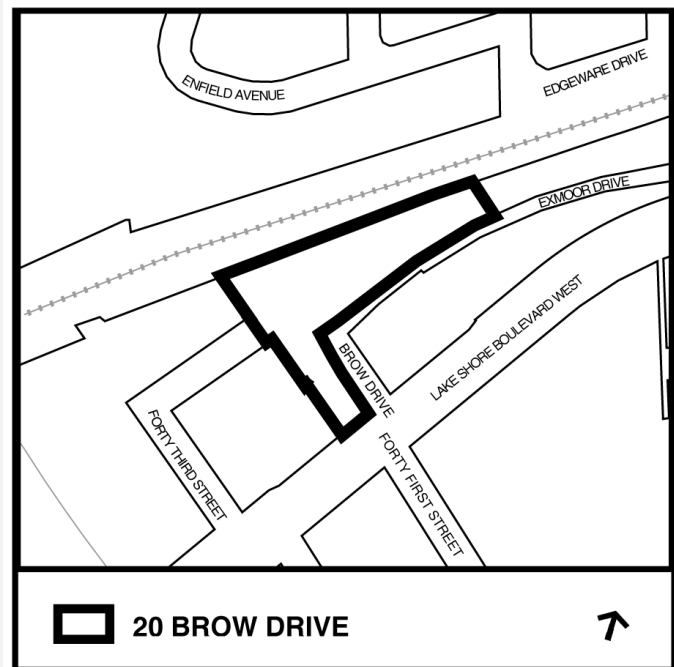 ENFIELD AVENUE
EDGEWARE DRIVE
EXMOOR DRIVE
LAKE SHORE BOULEVARD WEST
BROW DRIVE
FORTY THIRD STREET
FORTY FIRST STREET
20 BROW DRIVE